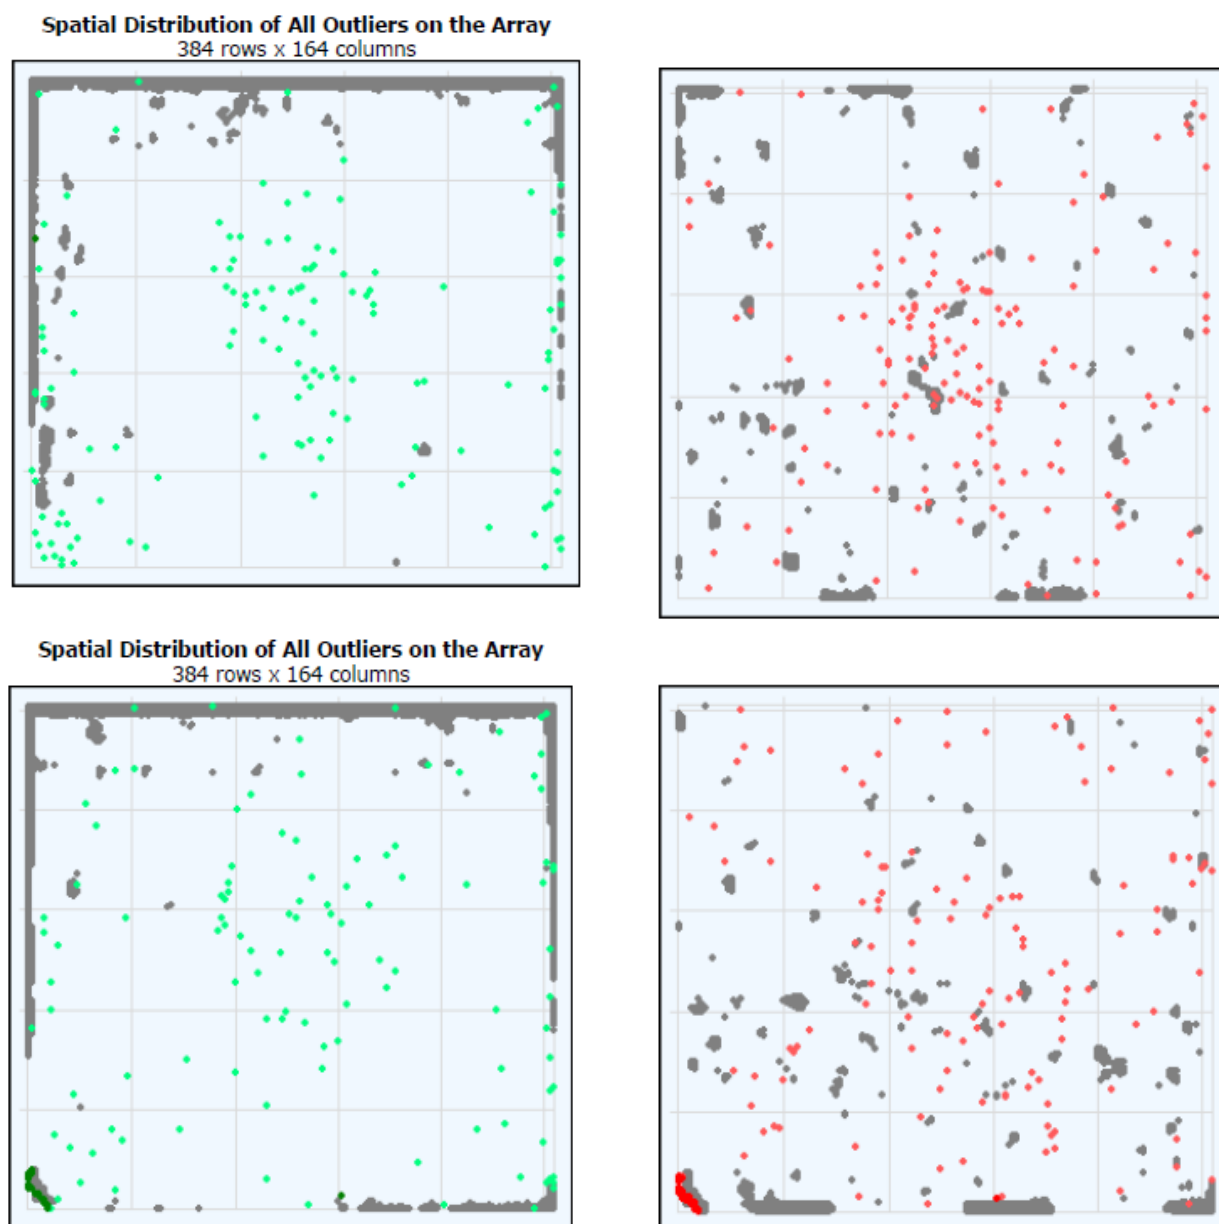 Spatial Distribution of All Outliers on the Array
384 rows x 164 columns
Spatial Distribution of All Outliers on the Array
384 rows x 164 columns